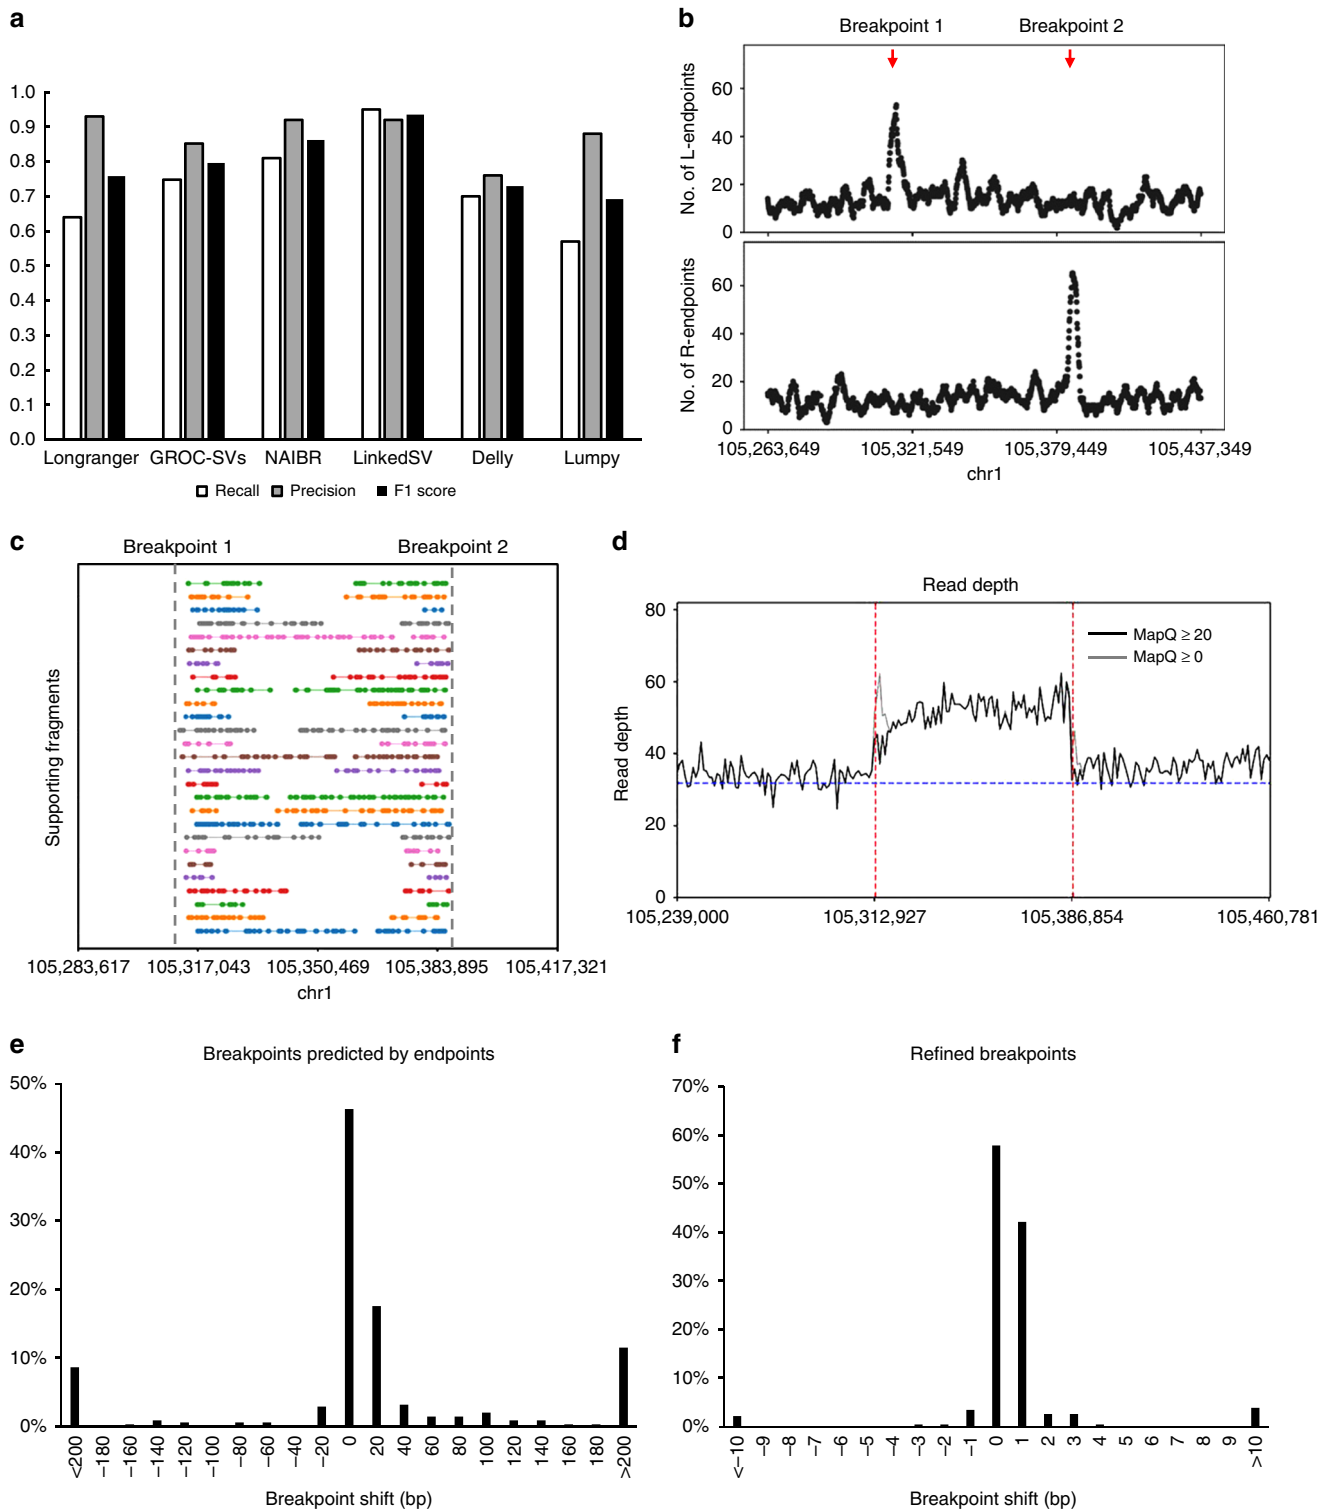 a
1.0
0.9
0.8
0.7
0.6
0.5
0.4
0.3
0.2
0.1
0.0
Longranger GROC-SVs NAIBR LinkedSV Delly Lumpy
Recall Precision F1 score
b
Breakpoint 1 Breakpoint 2
No. of L-endpoints
60
40
20
0
No. of R-endpoints
60
40
20
0
105,263,649 105,321,549 105,379,449 105,437,349
chr1
c
Breakpoint 1 Breakpoint 2
Supporting fragments
105,283,617 105,317,043 105,350,469 105,383,895 105,417,321
chr1
d
Read depth
Read depth
80
60
40
20
0
MapQ ≥ 20
MapQ ≥ 0
105,239,000 105,312,927 105,386,854 105,460,781
e
Breakpoints predicted by endpoints
50%
40%
30%
20%
10%
0%
<200 −180 −160 −140 −120 −100 −80 −60 −40 −20 0 20 40 60 80 100 120 140 160 180 >200
Breakpoint shift (bp)
f
Refined breakpoints
70%
60%
50%
40%
30%
20%
10%
0%
<−10 −9 −8 −7 −6 −5 −4 −3 −2 −1 0 1 2 3 4 5 6 7 8 9 >10
Breakpoint shift (bp)